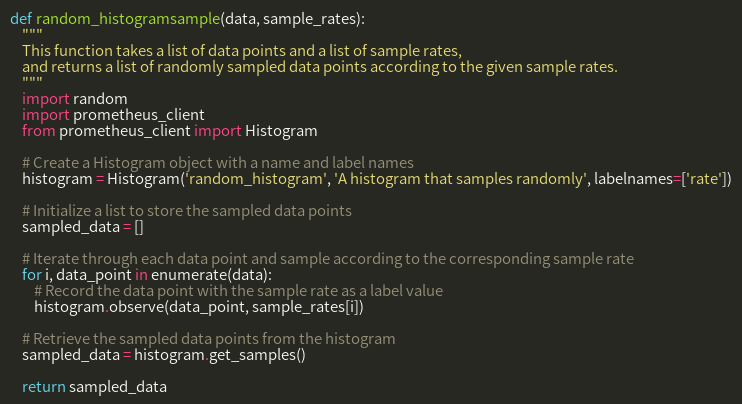 def random_histogramsample(data, sample_rates):
"""
This function takes a list of data points and a list of sample rates,
and returns a list of randomly sampled data points according to the given sample rates.
"""
import random
import prometheus_client
from prometheus_client import Histogram
# Create a Histogram object with a name and label names
histogram = Histogram('random_histogram', 'A histogram that samples randomly', labelnames=['rate'])
# Initialize a list to store the sampled data points
sampled_data = []
# Iterate through each data point and sample according to the corresponding sample rate
for i, data_point in enumerate(data):
# Record the data point with the sample rate as a label value
histogram.observe(data_point, sample_rates[i])
# Retrieve the sampled data points from the histogram
sampled_data = histogram.get_samples()
return sampled_data